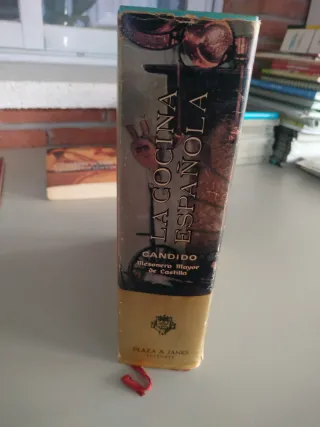 LA COCINA
ESPAÑOLA
CANDIDO
Mesonero Mayor
de Castilla
PLAZA & JANES